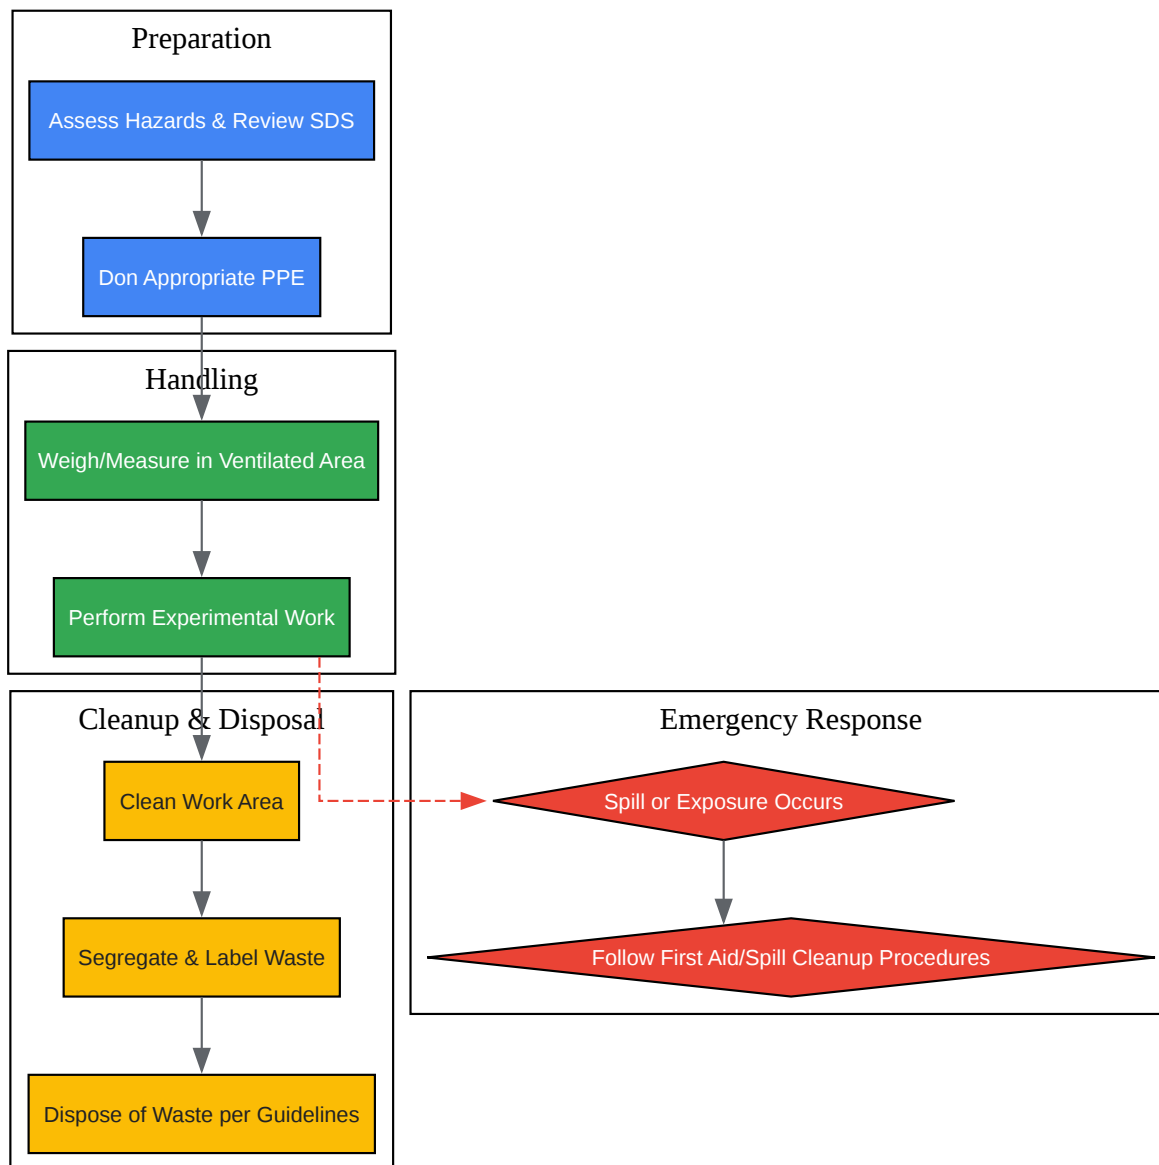 Preparation
Assess Hazards & Review SDS
Don Appropriate PPE
Handling
Weigh/Measure in Ventilated Area
Perform Experimental Work
Cleanup & Disposal
Clean Work Area
Segregate & Label Waste
Dispose of Waste per Guidelines
Emergency Response
Spill or Exposure Occurs
Follow First Aid/Spill Cleanup Procedures